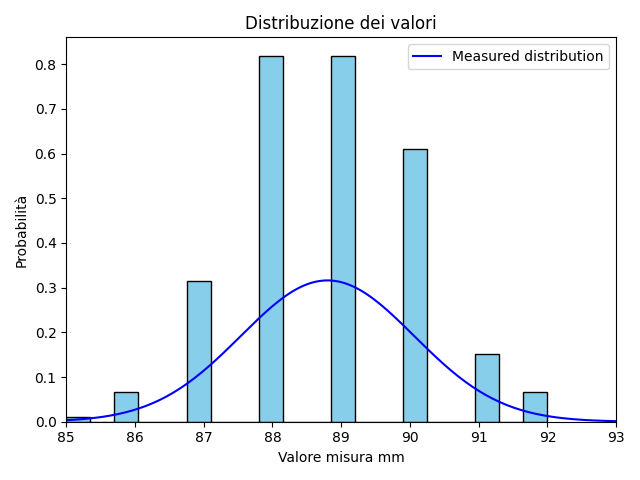 Distribuzione dei valori
Measured distribution
0.8
0.7
0.6
0.5
0.4
0.3
0.2
0.1
0.0
Probabilità
85 86 87 88 89 90 91 92 93
Valore misura mm